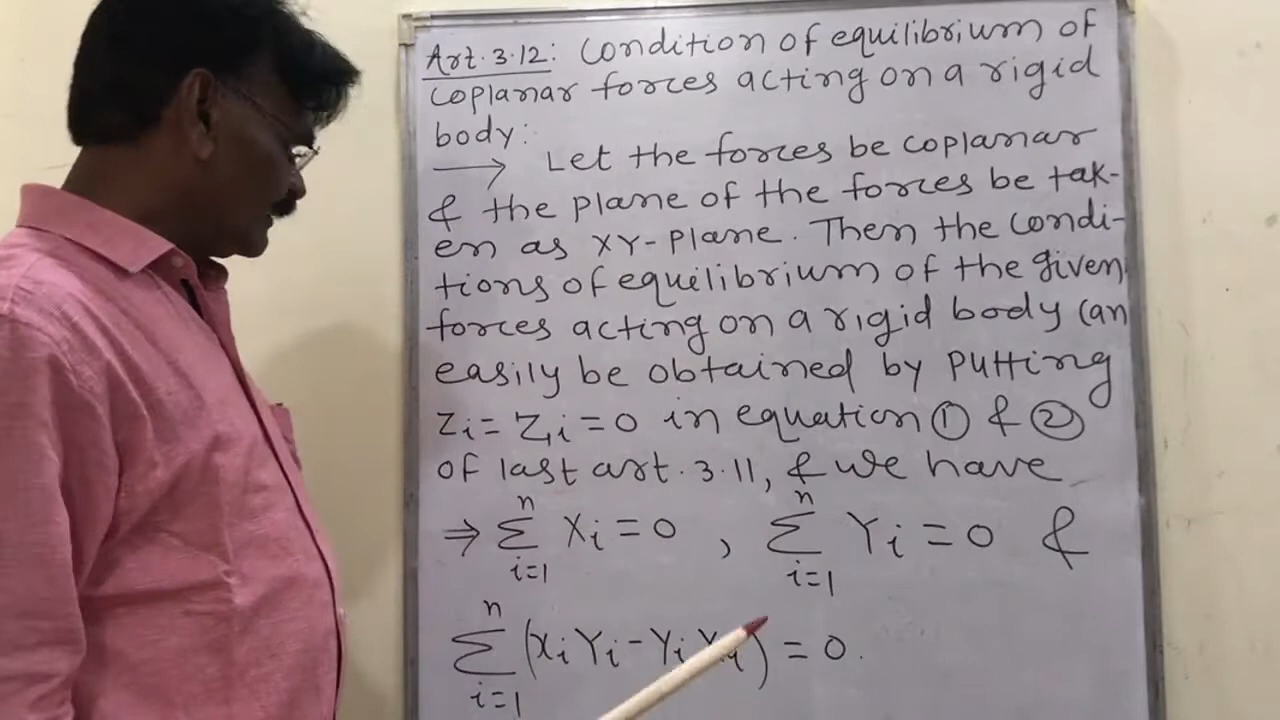 Art. 3.12: Condition of equilibrium of
coplanar forces acting on a rigid
body:
→ Let the forces be coplanar
& the plane of the forces be tak-
en as XY-plane. Then the condi-
tions of equilibrium of the given
forces acting on a rigid body can
easily be obtained by putting
zi = Zi = 0 in equation ① & ②
of last art. 3.11, & we have
⇒ n∑i=1 Xi = 0 , n∑i=1 Yi = 0 &
n∑i=1 (xi Yi - yi Xi) = 0.